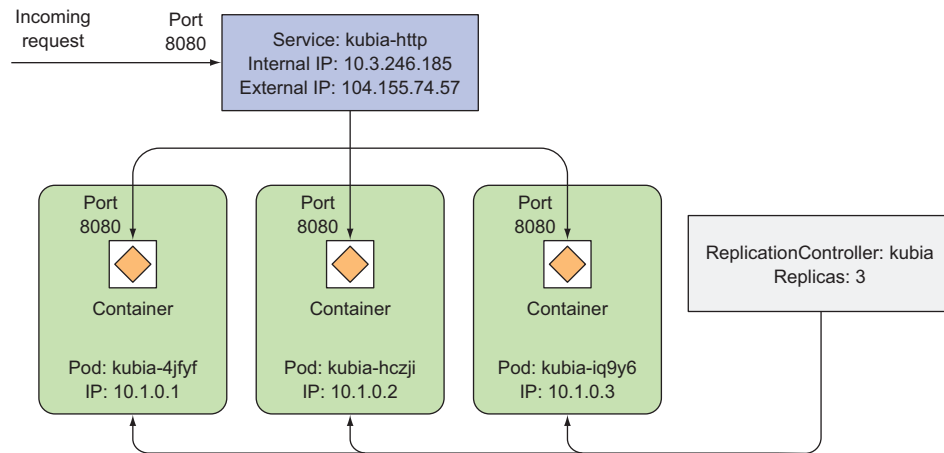 Incoming
request
Port
8080
Service: kubia-http
Internal IP: 10.3.246.185
External IP: 104.155.74.57
Port
8080
Container
Pod: kubia-4jfyf
IP: 10.1.0.1
Port
8080
Container
Pod: kubia-hczji
IP: 10.1.0.2
Port
8080
Container
Pod: kubia-iq9y6
IP: 10.1.0.3
ReplicationController: kubia
Replicas: 3